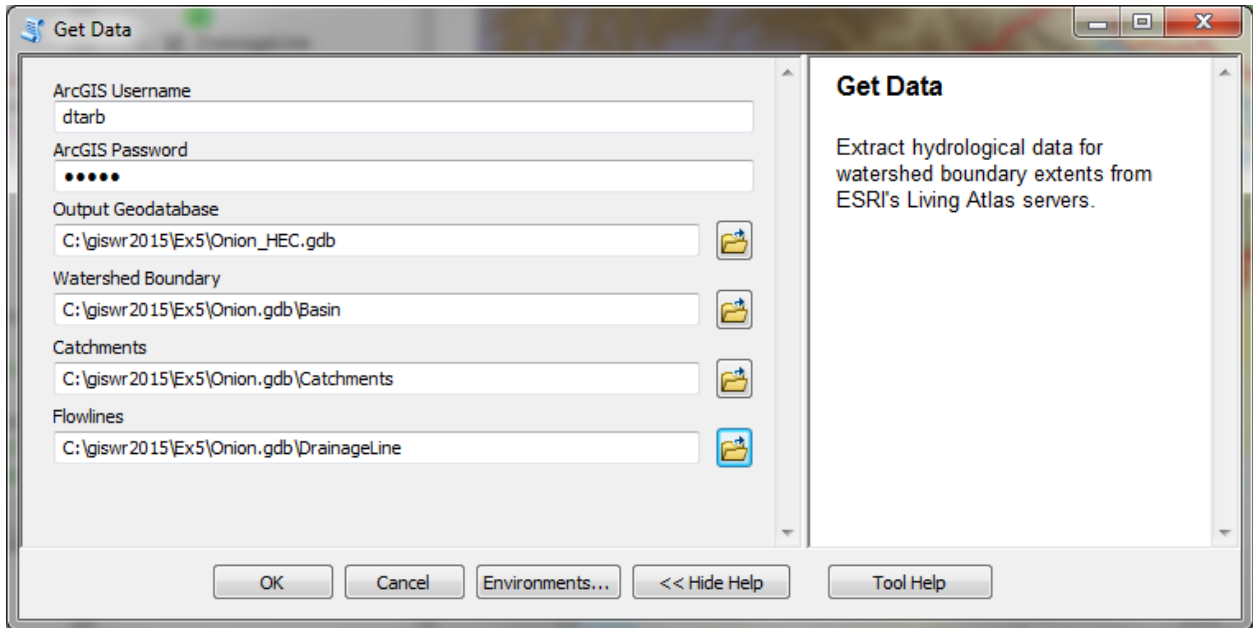 Get Data
ArcGIS Username
dtarb
ArcGIS Password
•••••
Output Geodatabase
C:\giswr2015\Ex5\Onion_HEC.gdb
Watershed Boundary
C:\giswr2015\Ex5\Onion.gdb\Basin
Catchments
C:\giswr2015\Ex5\Onion.gdb\Catchments
Flowlines
C:\giswr2015\Ex5\Onion.gdb\DrainageLine
Get Data
Extract hydrological data for
watershed boundary extents from
ESRI's Living Atlas servers.
OK
Cancel
Environments...
<< Hide Help
Tool Help